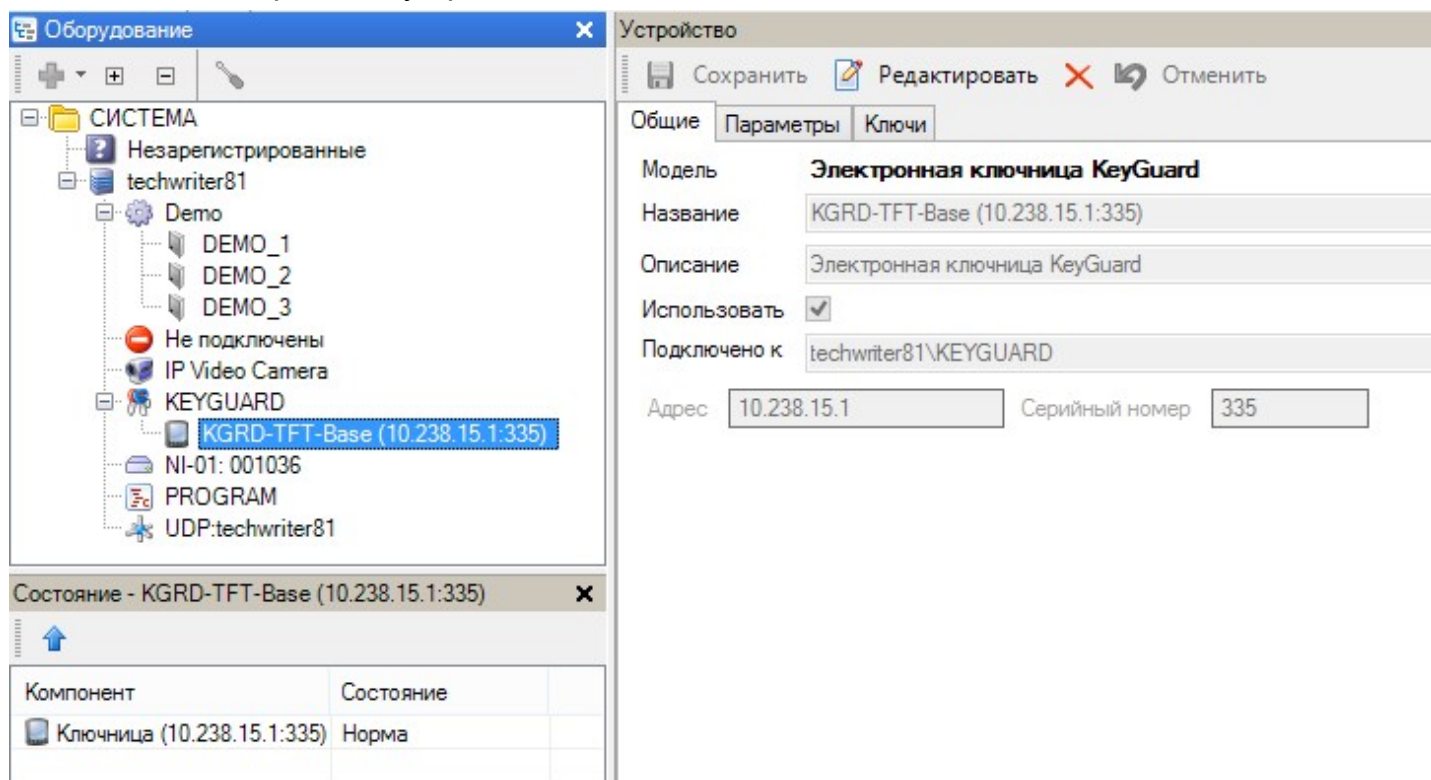 Оборудование
СИСТЕМА
Незарегистрированные
techwriter81
Demo
DEMO_1
DEMO_2
DEMO_3
Не подключены
IP Video Camera
KEYGUARD
KGRD-TFT-Base (10.238.15.1:335)
NI-01: 001036
PROGRAM
UDP:techwriter81
Состояние - KGRD-TFT-Base (10.238.15.1:335)
Компонент Состояние
Ключница (10.238.15.1:335) Норма
Устройство
Сохранить Редактировать Отменить
Общие Параметры Ключи
Модель Электронная ключница KeyGuard
Название KGRD-TFT-Base (10.238.15.1:335)
Описание Электронная ключница KeyGuard
Использовать
Подключено к techwriter81\KEYGUARD
Адрес 10.238.15.1 Серийный номер 335